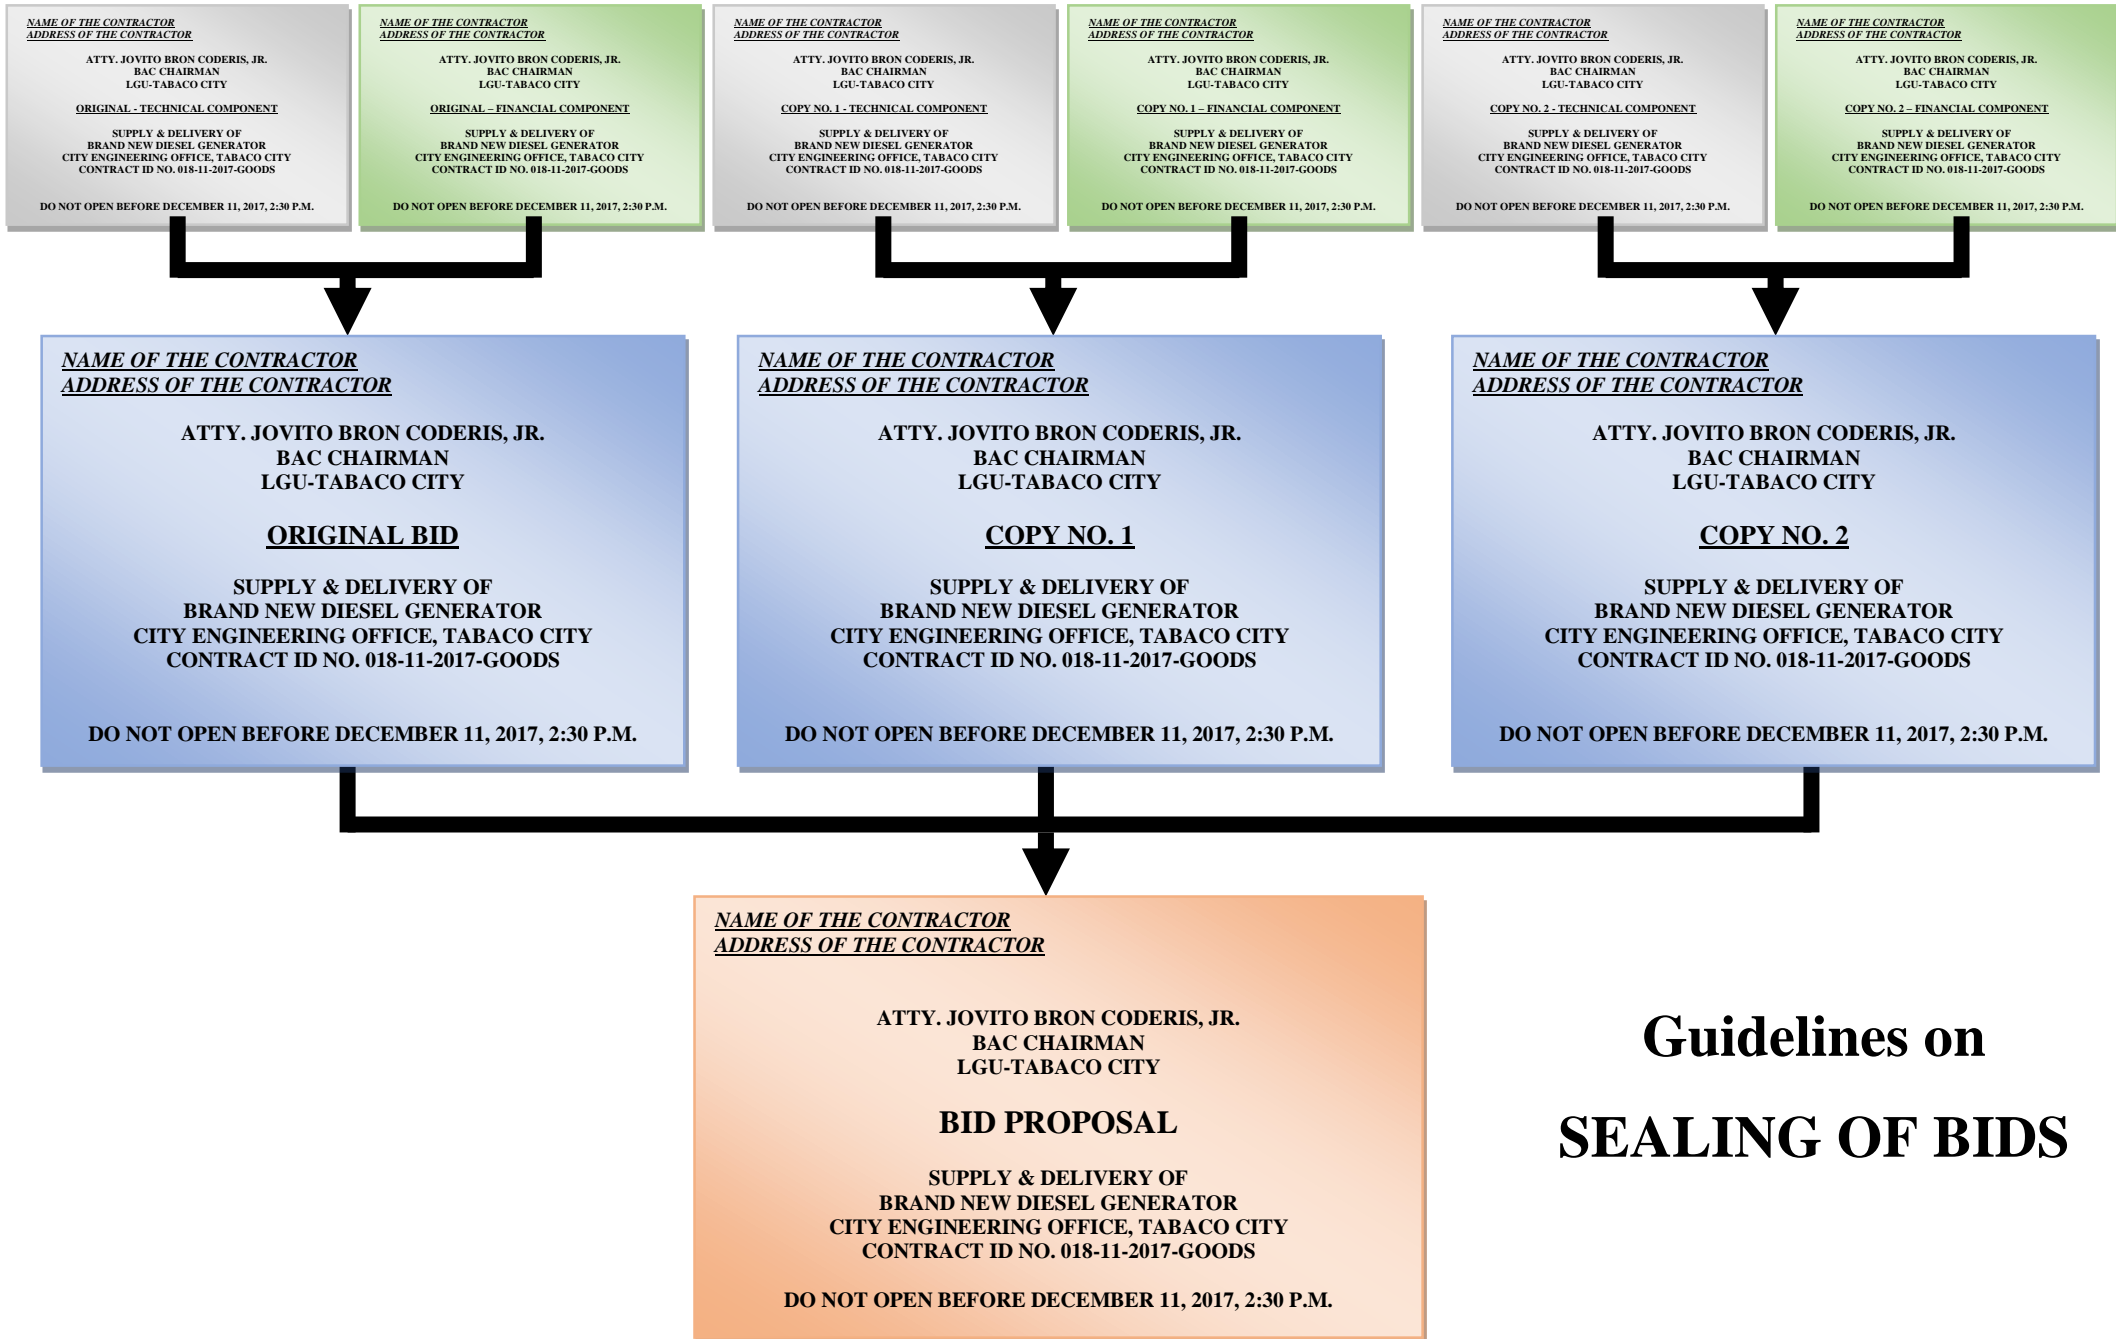 NAME OF THE CONTRACTOR
ADDRESS OF THE CONTRACTOR
ATTY. JOVITO BRON CODERIS, JR.
BAC CHAIRMAN
LGU-TABACO CITY
ORIGINAL - TECHNICAL COMPONENT
SUPPLY & DELIVERY OF
BRAND NEW DIESEL GENERATOR
CITY ENGINEERING OFFICE, TABACO CITY
CONTRACT ID NO. 018-11-2017-GOODS
DO NOT OPEN BEFORE DECEMBER 11, 2017, 2:30 P.M.
NAME OF THE CONTRACTOR
ADDRESS OF THE CONTRACTOR
ATTY. JOVITO BRON CODERIS, JR.
BAC CHAIRMAN
LGU-TABACO CITY
ORIGINAL – FINANCIAL COMPONENT
SUPPLY & DELIVERY OF
BRAND NEW DIESEL GENERATOR
CITY ENGINEERING OFFICE, TABACO CITY
CONTRACT ID NO. 018-11-2017-GOODS
DO NOT OPEN BEFORE DECEMBER 11, 2017, 2:30 P.M.
NAME OF THE CONTRACTOR
ADDRESS OF THE CONTRACTOR
ATTY. JOVITO BRON CODERIS, JR.
BAC CHAIRMAN
LGU-TABACO CITY
COPY NO. 1 - TECHNICAL COMPONENT
SUPPLY & DELIVERY OF
BRAND NEW DIESEL GENERATOR
CITY ENGINEERING OFFICE, TABACO CITY
CONTRACT ID NO. 018-11-2017-GOODS
DO NOT OPEN BEFORE DECEMBER 11, 2017, 2:30 P.M.
NAME OF THE CONTRACTOR
ADDRESS OF THE CONTRACTOR
ATTY. JOVITO BRON CODERIS, JR.
BAC CHAIRMAN
LGU-TABACO CITY
COPY NO. 1 – FINANCIAL COMPONENT
SUPPLY & DELIVERY OF
BRAND NEW DIESEL GENERATOR
CITY ENGINEERING OFFICE, TABACO CITY
CONTRACT ID NO. 018-11-2017-GOODS
DO NOT OPEN BEFORE DECEMBER 11, 2017, 2:30 P.M.
NAME OF THE CONTRACTOR
ADDRESS OF THE CONTRACTOR
ATTY. JOVITO BRON CODERIS, JR.
BAC CHAIRMAN
LGU-TABACO CITY
COPY NO. 2 - TECHNICAL COMPONENT
SUPPLY & DELIVERY OF
BRAND NEW DIESEL GENERATOR
CITY ENGINEERING OFFICE, TABACO CITY
CONTRACT ID NO. 018-11-2017-GOODS
DO NOT OPEN BEFORE DECEMBER 11, 2017, 2:30 P.M.
NAME OF THE CONTRACTOR
ADDRESS OF THE CONTRACTOR
ATTY. JOVITO BRON CODERIS, JR.
BAC CHAIRMAN
LGU-TABACO CITY
COPY NO. 2 – FINANCIAL COMPONENT
SUPPLY & DELIVERY OF
BRAND NEW DIESEL GENERATOR
CITY ENGINEERING OFFICE, TABACO CITY
CONTRACT ID NO. 018-11-2017-GOODS
DO NOT OPEN BEFORE DECEMBER 11, 2017, 2:30 P.M.
NAME OF THE CONTRACTOR
ADDRESS OF THE CONTRACTOR
ATTY. JOVITO BRON CODERIS, JR.
BAC CHAIRMAN
LGU-TABACO CITY
ORIGINAL BID
SUPPLY & DELIVERY OF
BRAND NEW DIESEL GENERATOR
CITY ENGINEERING OFFICE, TABACO CITY
CONTRACT ID NO. 018-11-2017-GOODS
DO NOT OPEN BEFORE DECEMBER 11, 2017, 2:30 P.M.
NAME OF THE CONTRACTOR
ADDRESS OF THE CONTRACTOR
ATTY. JOVITO BRON CODERIS, JR.
BAC CHAIRMAN
LGU-TABACO CITY
COPY NO. 1
SUPPLY & DELIVERY OF
BRAND NEW DIESEL GENERATOR
CITY ENGINEERING OFFICE, TABACO CITY
CONTRACT ID NO. 018-11-2017-GOODS
DO NOT OPEN BEFORE DECEMBER 11, 2017, 2:30 P.M.
NAME OF THE CONTRACTOR
ADDRESS OF THE CONTRACTOR
ATTY. JOVITO BRON CODERIS, JR.
BAC CHAIRMAN
LGU-TABACO CITY
COPY NO. 2
SUPPLY & DELIVERY OF
BRAND NEW DIESEL GENERATOR
CITY ENGINEERING OFFICE, TABACO CITY
CONTRACT ID NO. 018-11-2017-GOODS
DO NOT OPEN BEFORE DECEMBER 11, 2017, 2:30 P.M.
NAME OF THE CONTRACTOR
ADDRESS OF THE CONTRACTOR
ATTY. JOVITO BRON CODERIS, JR.
BAC CHAIRMAN
LGU-TABACO CITY
BID PROPOSAL
SUPPLY & DELIVERY OF
BRAND NEW DIESEL GENERATOR
CITY ENGINEERING OFFICE, TABACO CITY
CONTRACT ID NO. 018-11-2017-GOODS
DO NOT OPEN BEFORE DECEMBER 11, 2017, 2:30 P.M.
Guidelines on
SEALING OF BIDS